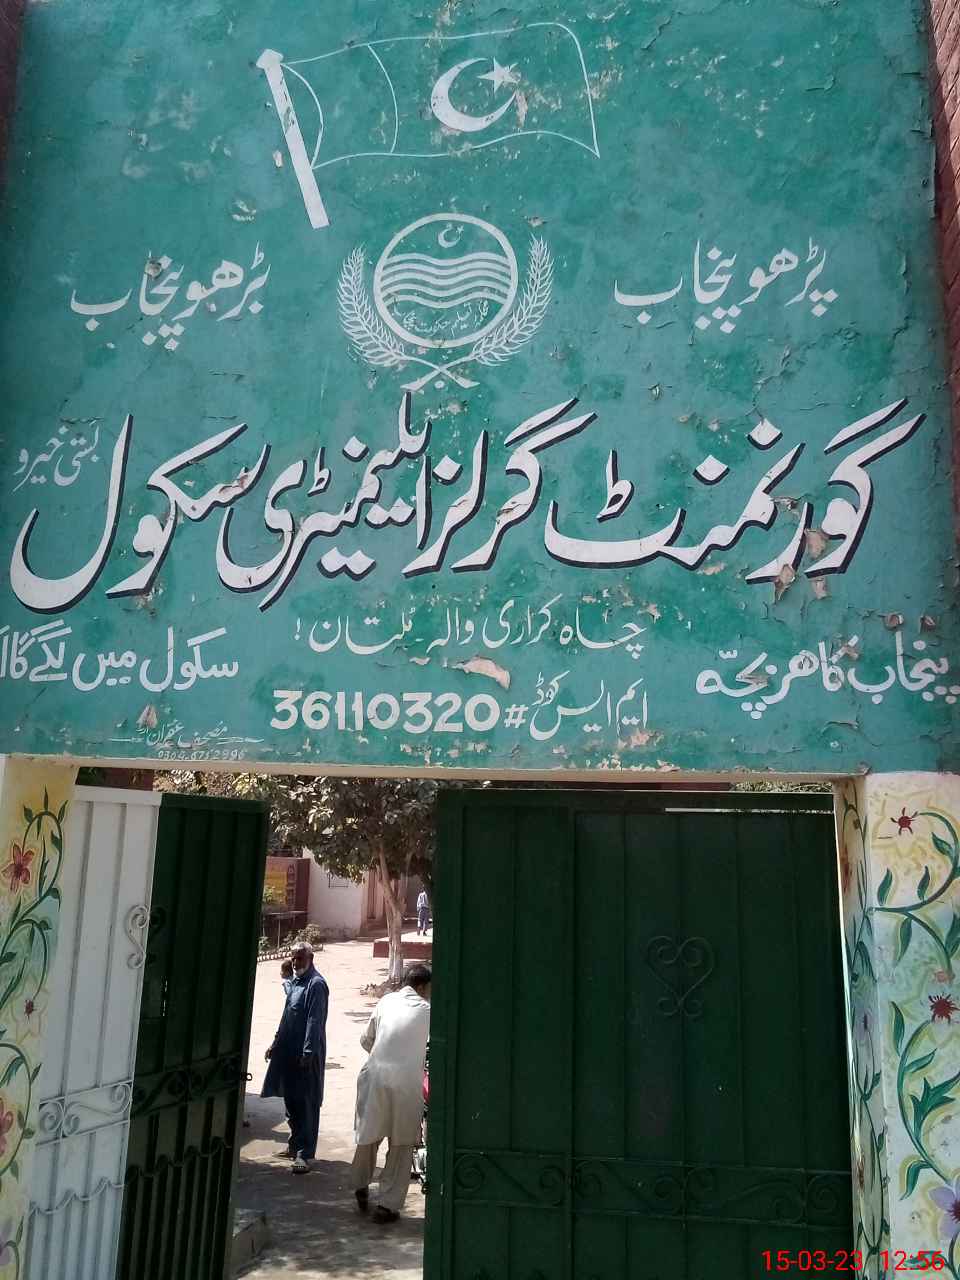 پڑھو پنجاب
بڑھو پنجاب
گورنمنٹ گرلز ایلیمنٹری سکول
بستی خیرو
چاہ کراری والہ ملتان!
پنجاب کا ہر بچہ
سکول میں لگے گا
ایم ایس کوڈ # 36110320
15-03-23 12:56